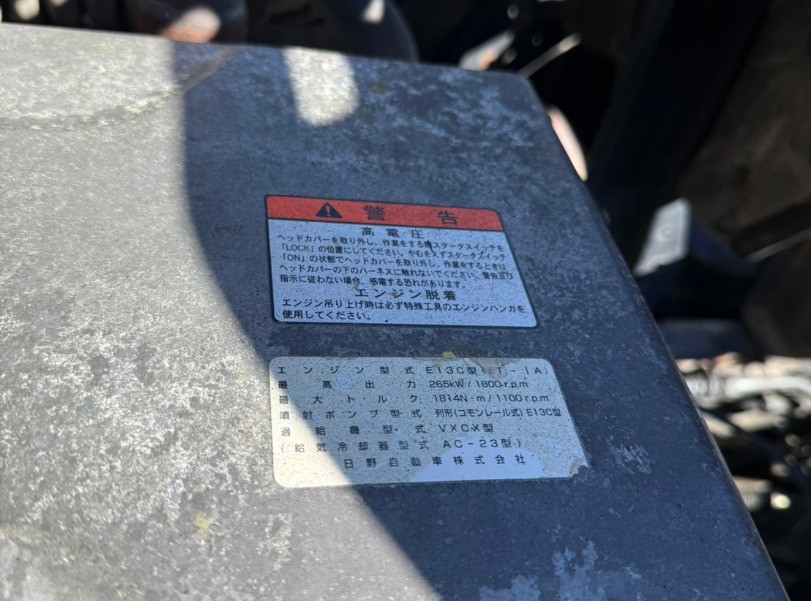 ⚠ 警告
高電圧
ヘッドカバーを取り外し、作業をする時スタータスイッチを
「LOCK」の位置にしてください。やむをえずスタータスイッチ
「ON」の状態でヘッドカバーを取り外し、作業をするときに
ヘッドカバーの下のハーネスに触れないでください。警告及び
指示に従わない場合、感電する恐れがあります。
エンジン脱着
エンジン吊り上げ時は必ず特殊工具のエンジンハンガを
使用してください。
エンジン型式 E13C型(ET-ⅠA)
最高出力 265kW/1800r.p.m
最大トルク 1814N・m/1100r.p.m
噴射ポンプ型式 列形(コモンレール式)E13C型
過給機型式 VXCX型
(給気冷却器型式 AC-23型)
日野自動車株式会社